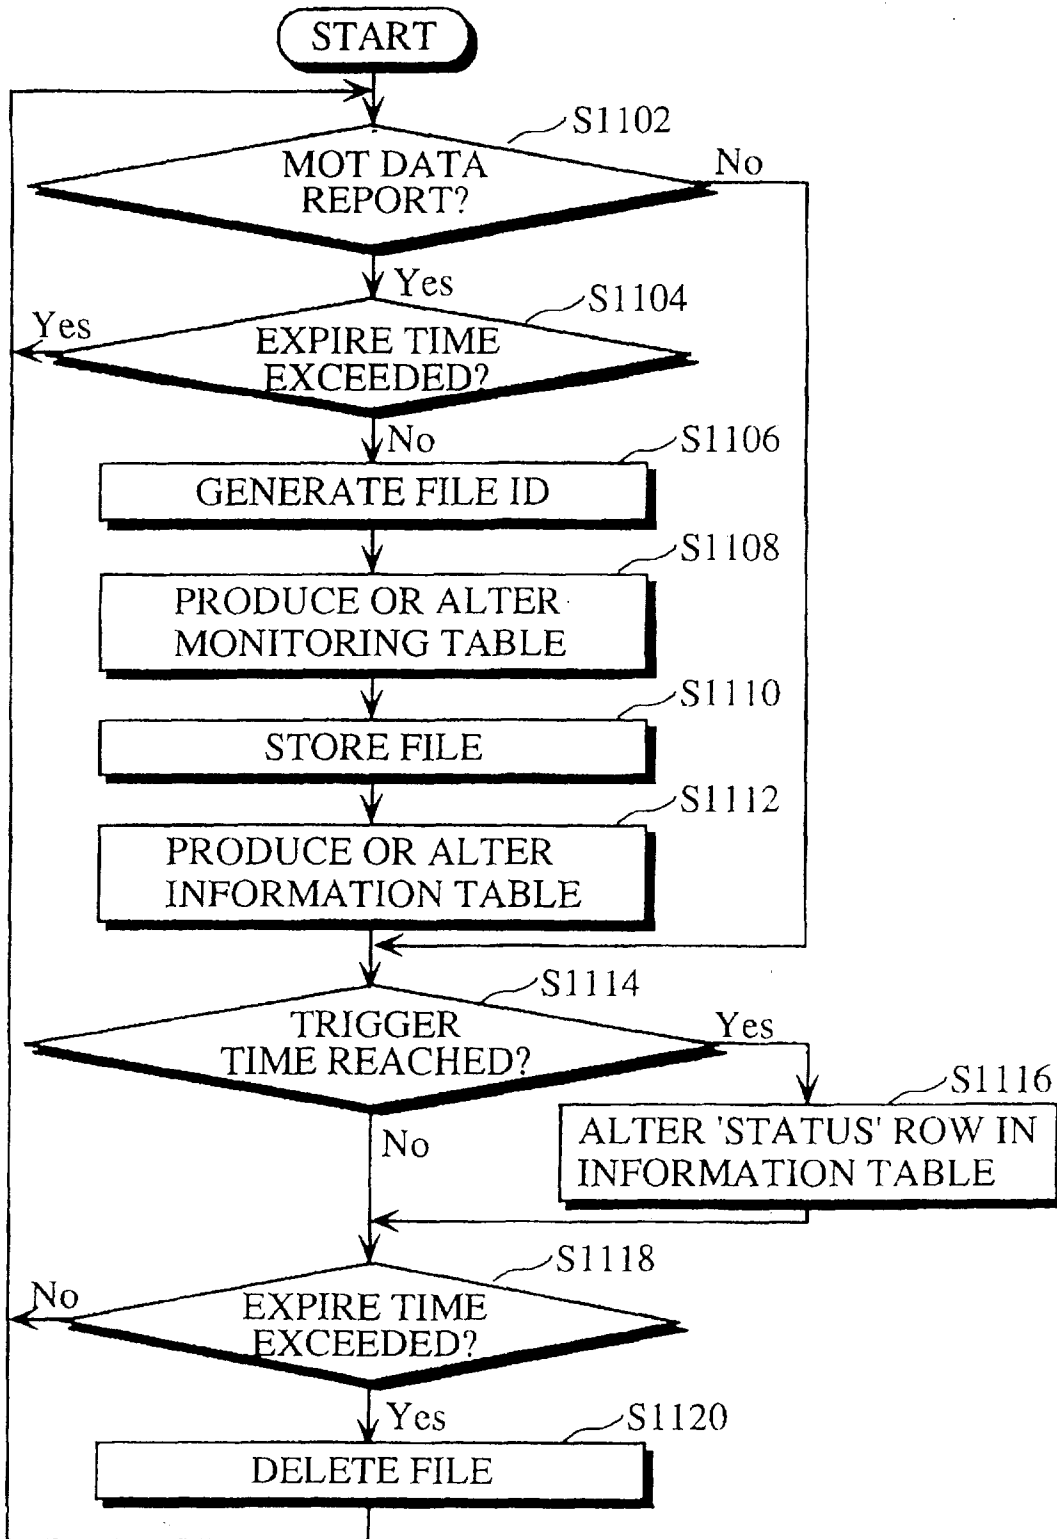 START
S1102
MOT DATA
REPORT?
No
Yes
S1104
Yes
EXPIRE TIME
EXCEEDED?
No
S1106
GENERATE FILE ID
S1108
PRODUCE OR ALTER
MONITORING TABLE
S1110
STORE FILE
S1112
PRODUCE OR ALTER
INFORMATION TABLE
S1114
TRIGGER
TIME REACHED?
Yes
S1116
ALTER 'STATUS' ROW IN
INFORMATION TABLE
No
S1118
No
EXPIRE TIME
EXCEEDED?
Yes
S1120
DELETE FILE